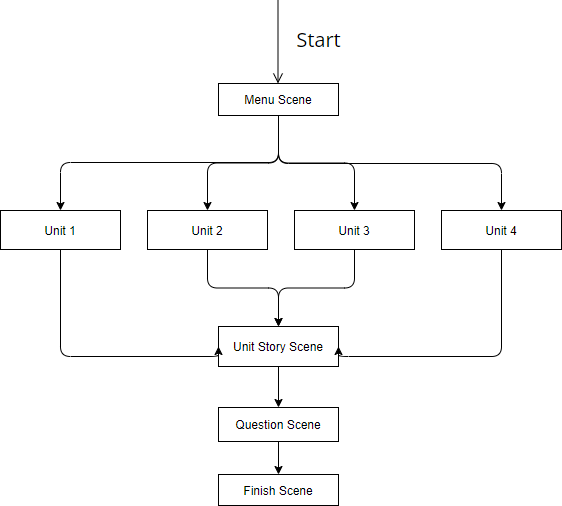 Start
Menu Scene
Unit 1
Unit 2
Unit 3
Unit 4
Unit Story Scene
Question Scene
Finish Scene